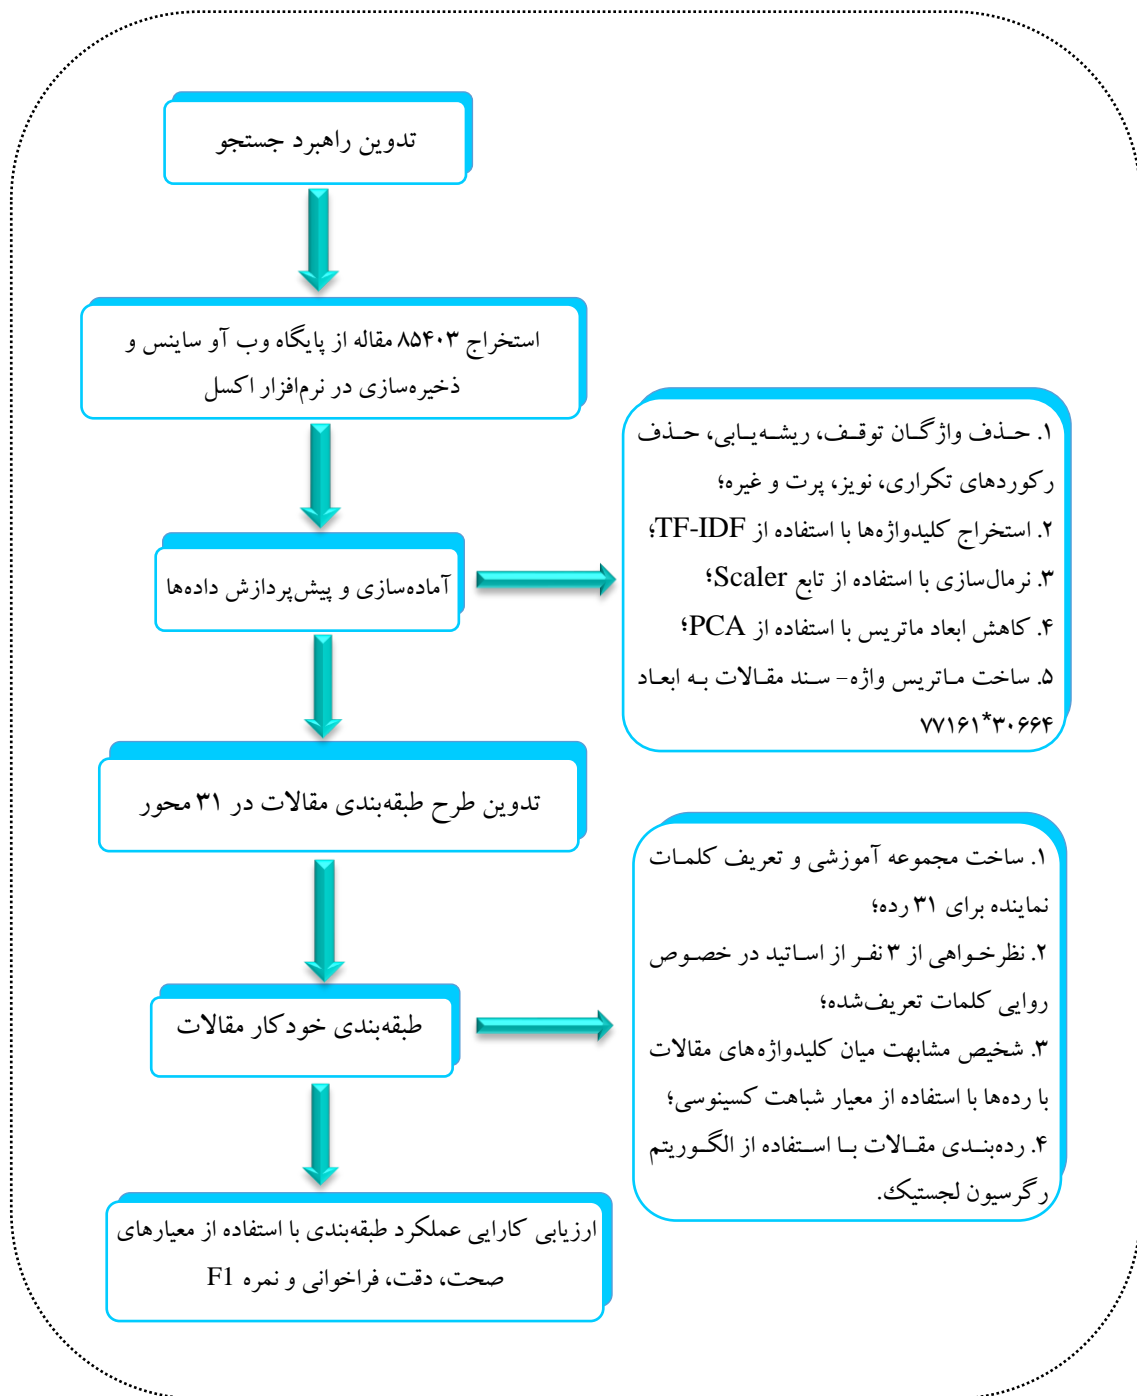 تدوین راهبرد جستجو
استخراج ۸۵۴۰۳ مقاله از پایگاه وب آو ساینس و
ذخیره‌سازی در نرم‌افزار اکسل
آماده‌سازی و پیش‌پردازش داده‌ها
۱. حذف واژگان توقف، ریشه‌یابی، حذف
رکوردهای تکراری، نویز، پرت و غیره؛
۲. استخراج کلیدواژه‌ها با استفاده از TF-IDF؛
۳. نرمال‌سازی با استفاده از تابع Scaler؛
۴. کاهش ابعاد ماتریس با استفاده از PCA؛
۵. ساخت ماتریس واژه- سند مقالات به ابعاد
۷۷۱۶۱*۳۰۶۶۴
تدوین طرح طبقه‌بندی مقالات در ۳۱ محور
طبقه‌بندی خودکار مقالات
۱. ساخت مجموعه آموزشی و تعریف کلمات
نماینده برای ۳۱ رده؛
۲. نظرخواهی از ۳ نفر از اساتید در خصوص
روایی کلمات تعریف‌شده؛
۳. شخیص مشابهت میان کلیدواژه‌های مقالات
با رده‌ها با استفاده از معیار شباهت کسینوسی؛
۴. رده‌بندی مقالات با استفاده از الگوریتم
رگرسیون لجستیک.
ارزیابی کارایی عملکرد طبقه‌بندی با استفاده از معیارهای
صحت، دقت، فراخوانی و نمره F1